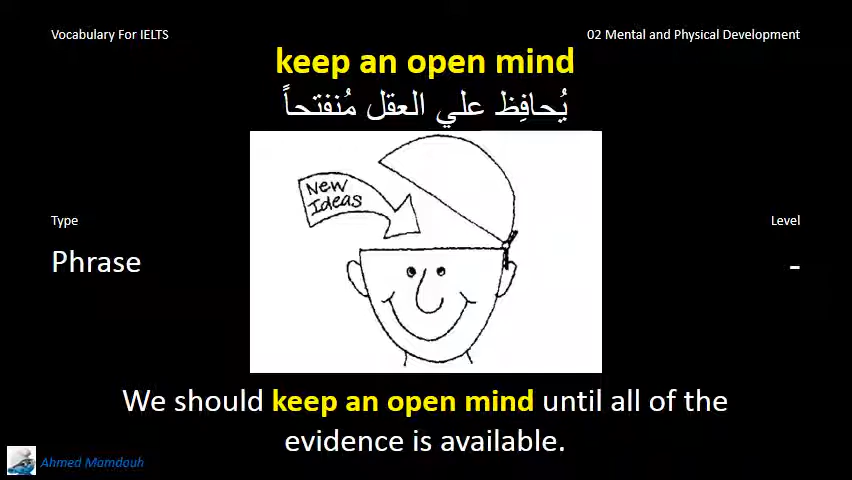 Vocabulary For IELTS
02 Mental and Physical Development
keep an open mind
يُحافِظ علي العقل مُنفتحاً
New
Ideas
Type
Level
Phrase
-
We should keep an open mind until all of the
evidence is available.
Ahmed Mamdouh